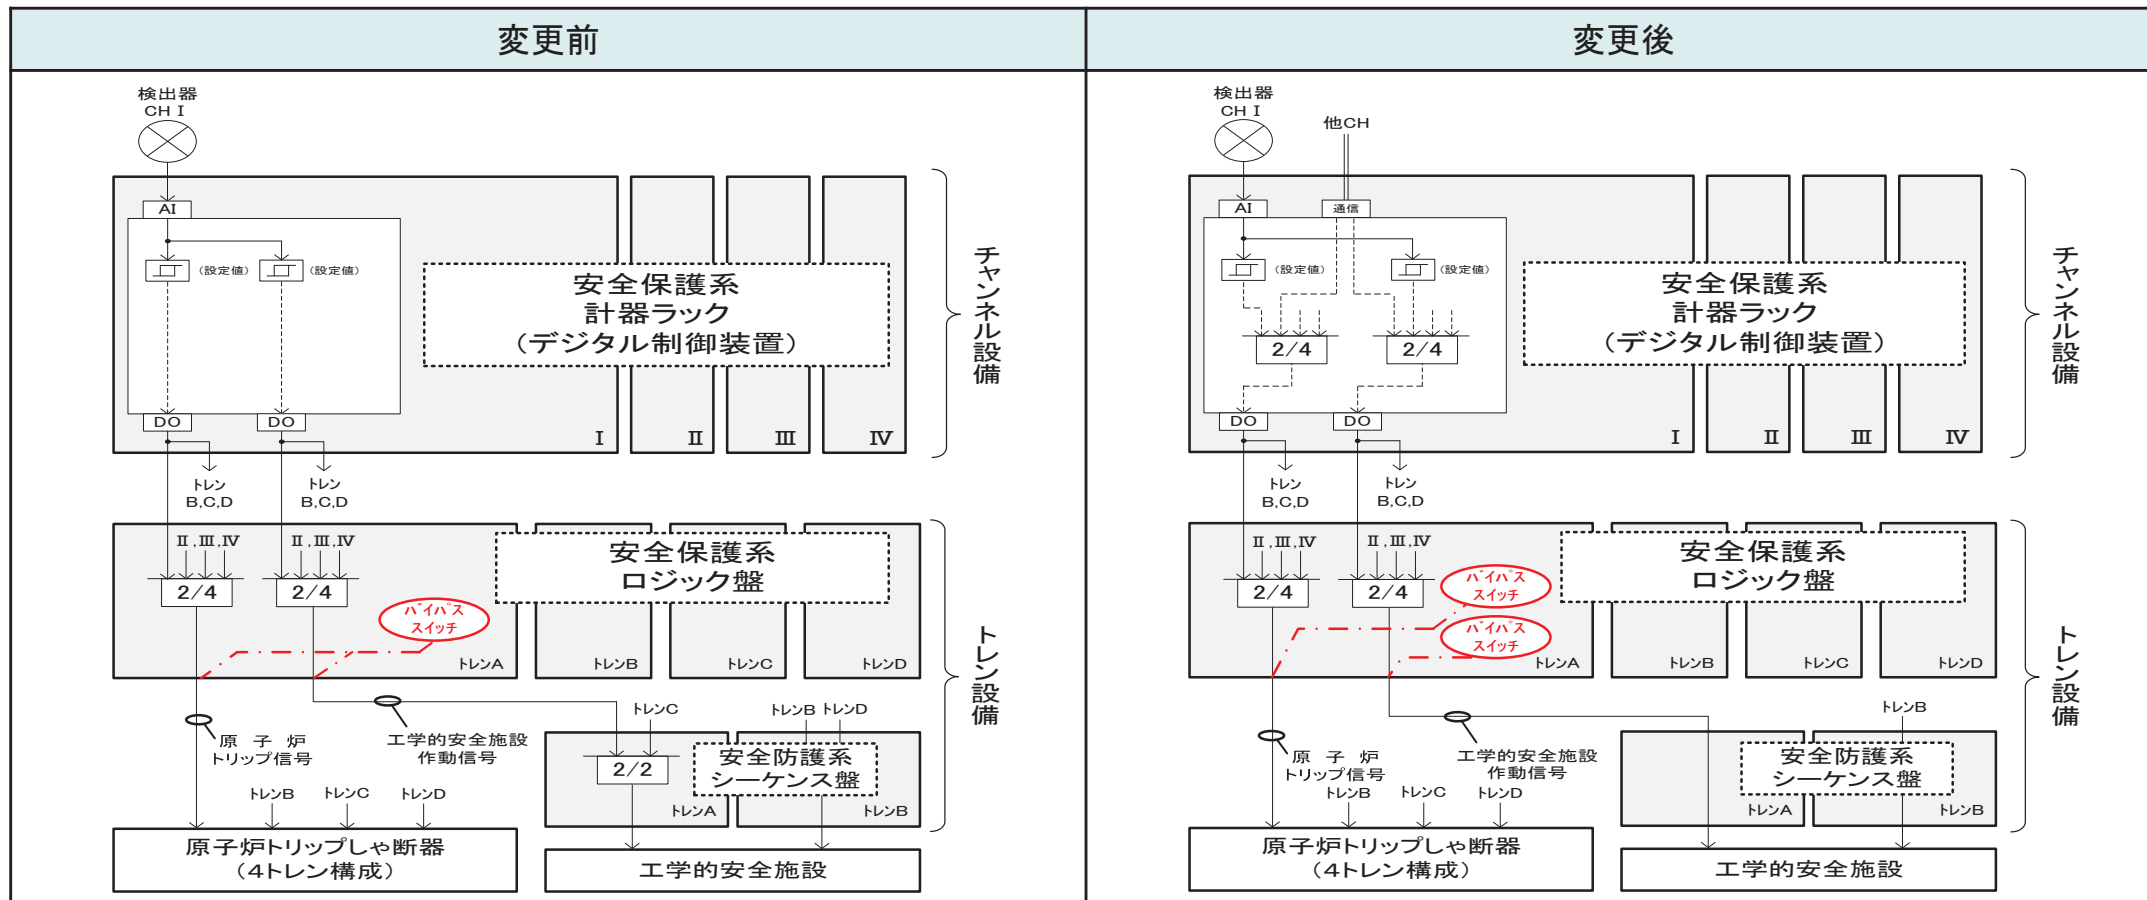 変更前
検出器
CH I
AI
(設定値)
(設定値)
安全保護系
計器ラック
(デジタル制御装置)
DO
DO
I
II
III
IV
トレン
B,C,D
トレン
B,C,D
チャンネル設備
II,III,IV
II,III,IV
2/4
2/4
安全保護系
ロジック盤
バイパス
スイッチ
トレンA
トレンB
トレンC
トレンD
トレン設備
原子炉
トリップ信号
工学的安全施設
作動信号
トレンC
トレンB
トレンD
2/2
安全防護系
シーケンス盤
トレンA
トレンB
トレンB
トレンC
トレンD
原子炉トリップしゃ断器
(4トレン構成)
工学的安全施設
変更後
検出器
CH I
他CH
AI
通信
(設定値)
(設定値)
2/4
2/4
安全保護系
計器ラック
(デジタル制御装置)
DO
DO
I
II
III
IV
トレン
B,C,D
トレン
B,C,D
チャンネル設備
II,III,IV
II,III,IV
2/4
2/4
安全保護系
ロジック盤
バイパス
スイッチ
バイパス
スイッチ
トレンA
トレンB
トレンC
トレンD
トレン設備
原子炉
トリップ信号
工学的安全施設
作動信号
トレンB
安全防護系
シーケンス盤
トレンA
トレンB
トレンB
トレンC
トレンD
原子炉トリップしゃ断器
(4トレン構成)
工学的安全施設